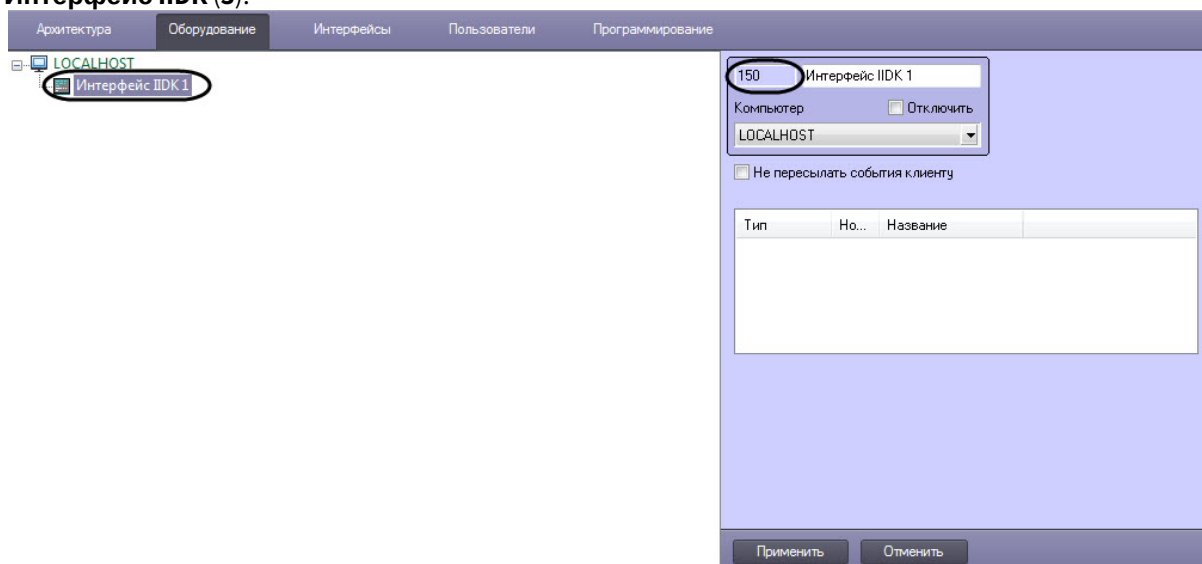 Интерфейс IIDK (3).
Архитектура Оборудование Интерфейсы Пользователи Программирование
LOCALHOST
Интерфейс IIDK 1
150 Интерфейс IIDK 1
Компьютер Отключить
LOCALHOST
Не пересылать события клиенту
Тип Но... Название
Применить Отменить